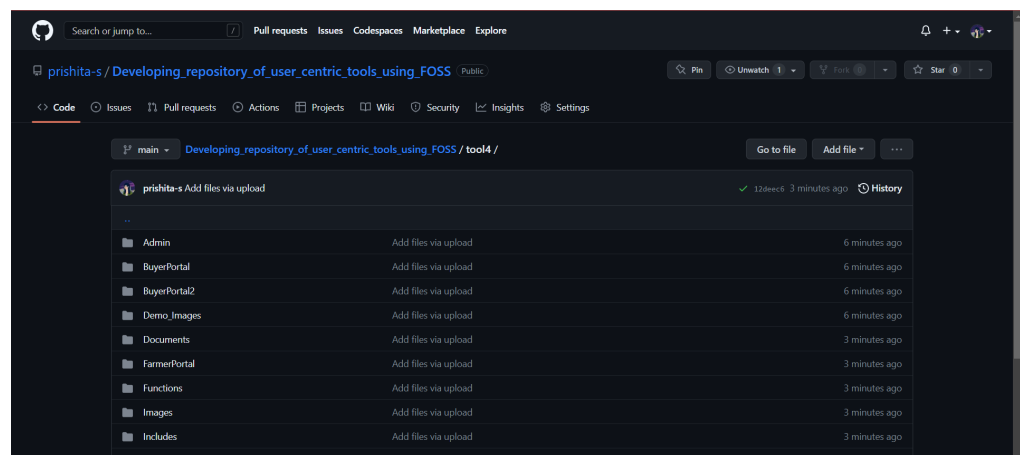 Search or jump to... / Pull requests Issues Codespaces Marketplace Explore
prishita-s / Developing_repository_of_user_centric_tools_using_FOSS Public Pin Unwatch 1 Fork 0 Star 0
<> Code Issues Pull requests Actions Projects Wiki Security Insights Settings
main Developing_repository_of_user_centric_tools_using_FOSS / tool4 / Go to file Add file ...
prishita-s Add files via upload 12deec6 3 minutes ago History
..
Admin Add files via upload 6 minutes ago
BuyerPortal Add files via upload 6 minutes ago
BuyerPortal2 Add files via upload 6 minutes ago
Demo_Images Add files via upload 6 minutes ago
Documents Add files via upload 3 minutes ago
FarmerPortal Add files via upload 3 minutes ago
Functions Add files via upload 3 minutes ago
Images Add files via upload 3 minutes ago
Includes Add files via upload 3 minutes ago